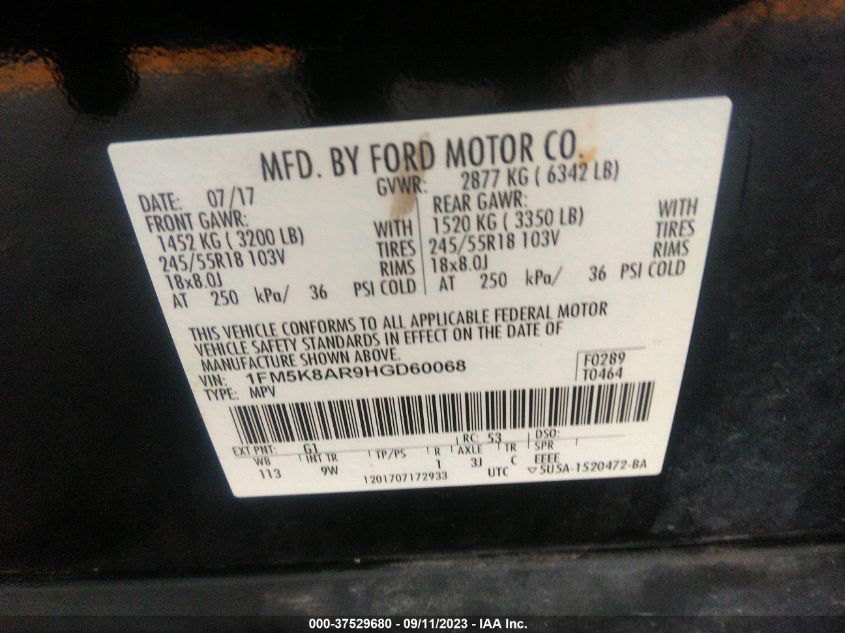 MFD. BY FORD MOTOR CO.
DATE: 07/17 GVWR: 2877 KG ( 6342 LB)
FRONT GAWR: REAR GAWR:
1452 KG ( 3200 LB) WITH 1520 KG ( 3350 LB) WITH
245/55R18 103V TIRES 245/55R18 103V TIRES
18x8.0J RIMS 18x8.0J RIMS
AT 250 kPa/ 36 PSI COLD AT 250 kPa/ 36 PSI COLD
THIS VEHICLE CONFORMS TO ALL APPLICABLE FEDERAL MOTOR
VEHICLE SAFETY STANDARDS IN EFFECT ON THE DATE OF
MANUFACTURE SHOWN ABOVE.
VIN: 1FM5K8AR9HGD60068 F0289
TYPE: MPV T0464
EXT PNT: G1 RC: 53 DSO:
WB INT TR TP/PS R AXLE TR SPR
113 9W 1 3J C EEEE
1201707172933 UTC ▽5U5A-1520472-BA
000-37529680 - 09/11/2023 - IAA Inc.